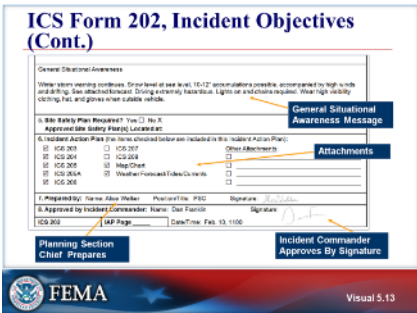 ICS Form 202, Incident Objectives
(Cont.)
General Situational Awareness
Winter storm warning continues. Snow level at sea level, 10-12" accumulations possible, accompanied by high winds
and drifting. See attached forecast. Driving extremely hazardous. Lights on and chains required. Wear high visibility
clothing, hat, and gloves when outside vehicle.
General Situational
Awareness Message
5. Site Safety Plan Required? Yes ☐ No X
Approved Site Safety Plan(s) Located at:
6. Incident Action Plan (the items checked below are included in this Incident Action Plan):
☒ ICS 203 ☐ ICS 207 Other Attachments
☒ ICS 204 ☐ ICS 208 ☐
☒ ICS 205 ☒ Map/Chart ☐
☒ ICS 205A ☒ Weather Forecast/Tides/Currents ☐
☒ ICS 206 ☐
Attachments
7. Prepared by: Name: Alice Walker Position/Title: PSC Signature:
8. Approved by Incident Commander: Name: Dan Franklin Signature:
ICS 202 IAP Page Date/Time: Feb. 10, 1100
Planning Section
Chief Prepares
Incident Commander
Approves By Signature
FEMA
Visual 5.13